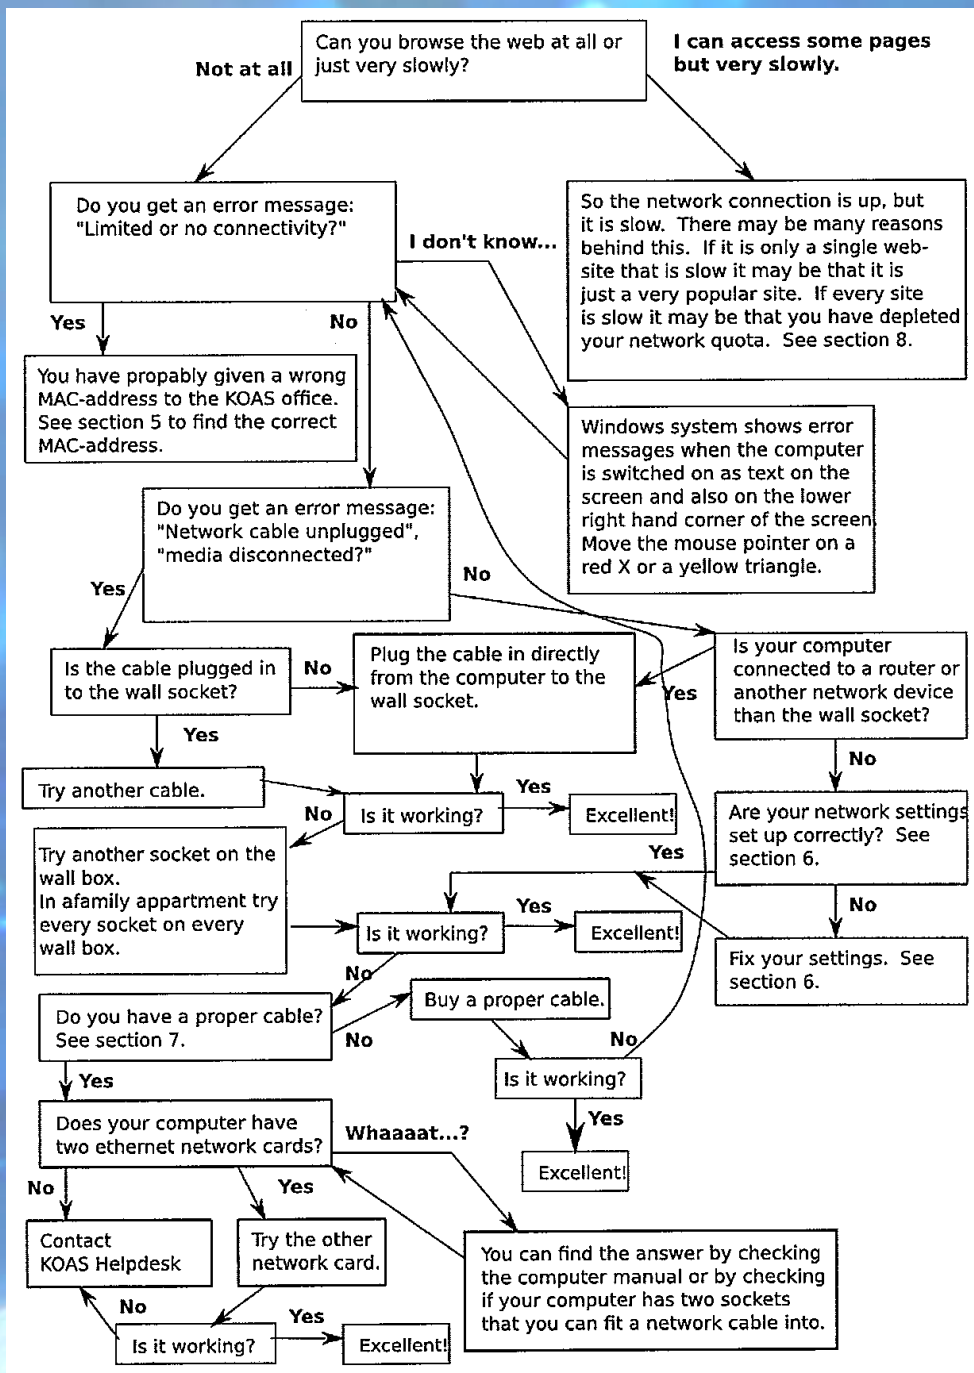 Can you browse the web at all or
just very slowly?
Not at all
I can access some pages
but very slowly.
Do you get an error message:
"Limited or no connectivity?"
I don't know...
So the network connection is up, but
it is slow. There may be many reasons
behind this. If it is only a single web-
site that is slow it may be that it is
just a very popular site. If every site
is slow it may be that you have depleted
your network quota. See section 8.
Yes
No
You have propably given a wrong
MAC-address to the KOAS office.
See section 5 to find the correct
MAC-address.
Windows system shows error
messages when the computer
is switched on as text on the
screen and also on the lower
right hand corner of the screen
Move the mouse pointer on a
red X or a yellow triangle.
Do you get an error message:
"Network cable unplugged",
"media disconnected?"
Yes
No
Is the cable plugged in
to the wall socket?
No
Plug the cable in directly
from the computer to the
wall socket.
Yes
Is your computer
connected to a router or
another network device
than the wall socket?
Yes
No
Try another cable.
Is it working?
Yes
Excellent!
No
Are your network settings
set up correctly? See
section 6.
Try another socket on the
wall box.
In afamily appartment try
every socket on every
wall box.
Yes
No
Is it working?
Yes
Excellent!
Fix your settings. See
section 6.
No
Do you have a proper cable?
See section 7.
No
Buy a proper cable.
No
Is it working?
Yes
Excellent!
Yes
Does your computer have
two ethernet network cards?
Whaaaat...?
No
Yes
Contact
KOAS Helpdesk
Try the other
network card.
You can find the answer by checking
the computer manual or by checking
if your computer has two sockets
that you can fit a network cable into.
No
Is it working?
Yes
Excellent!